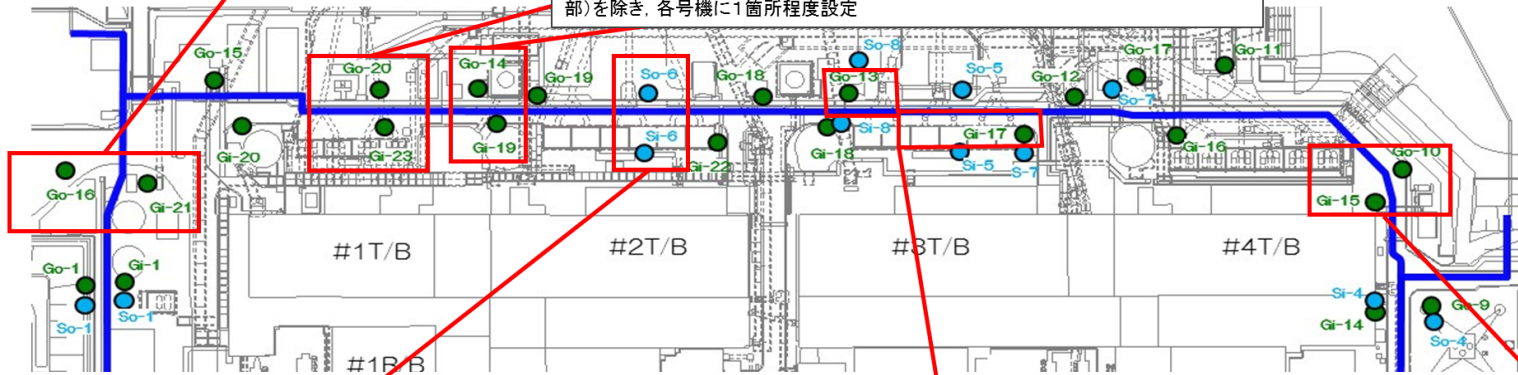 部)を除き,各号機に1箇所程度設定
Go-15
Go-20
Go-14
Go-19
So-6
Go-18
So-8
Go-13
So-5
Go-12
Go-17
So-7
Go-11
Gi-20
Gi-23
Gi-19
Si-6
Gi-22
Gi-18
Si-8
Gi-17
Si-5
S-7
Gi-16
Go-10
Go-16
Gi-21
Gi-15
#1T/B
#2T/B
#3T/B
#4T/B
Go-1
Gi-1
So-1
So-1
Si-4
Gi-14
Go-9
So-4
#1R/B